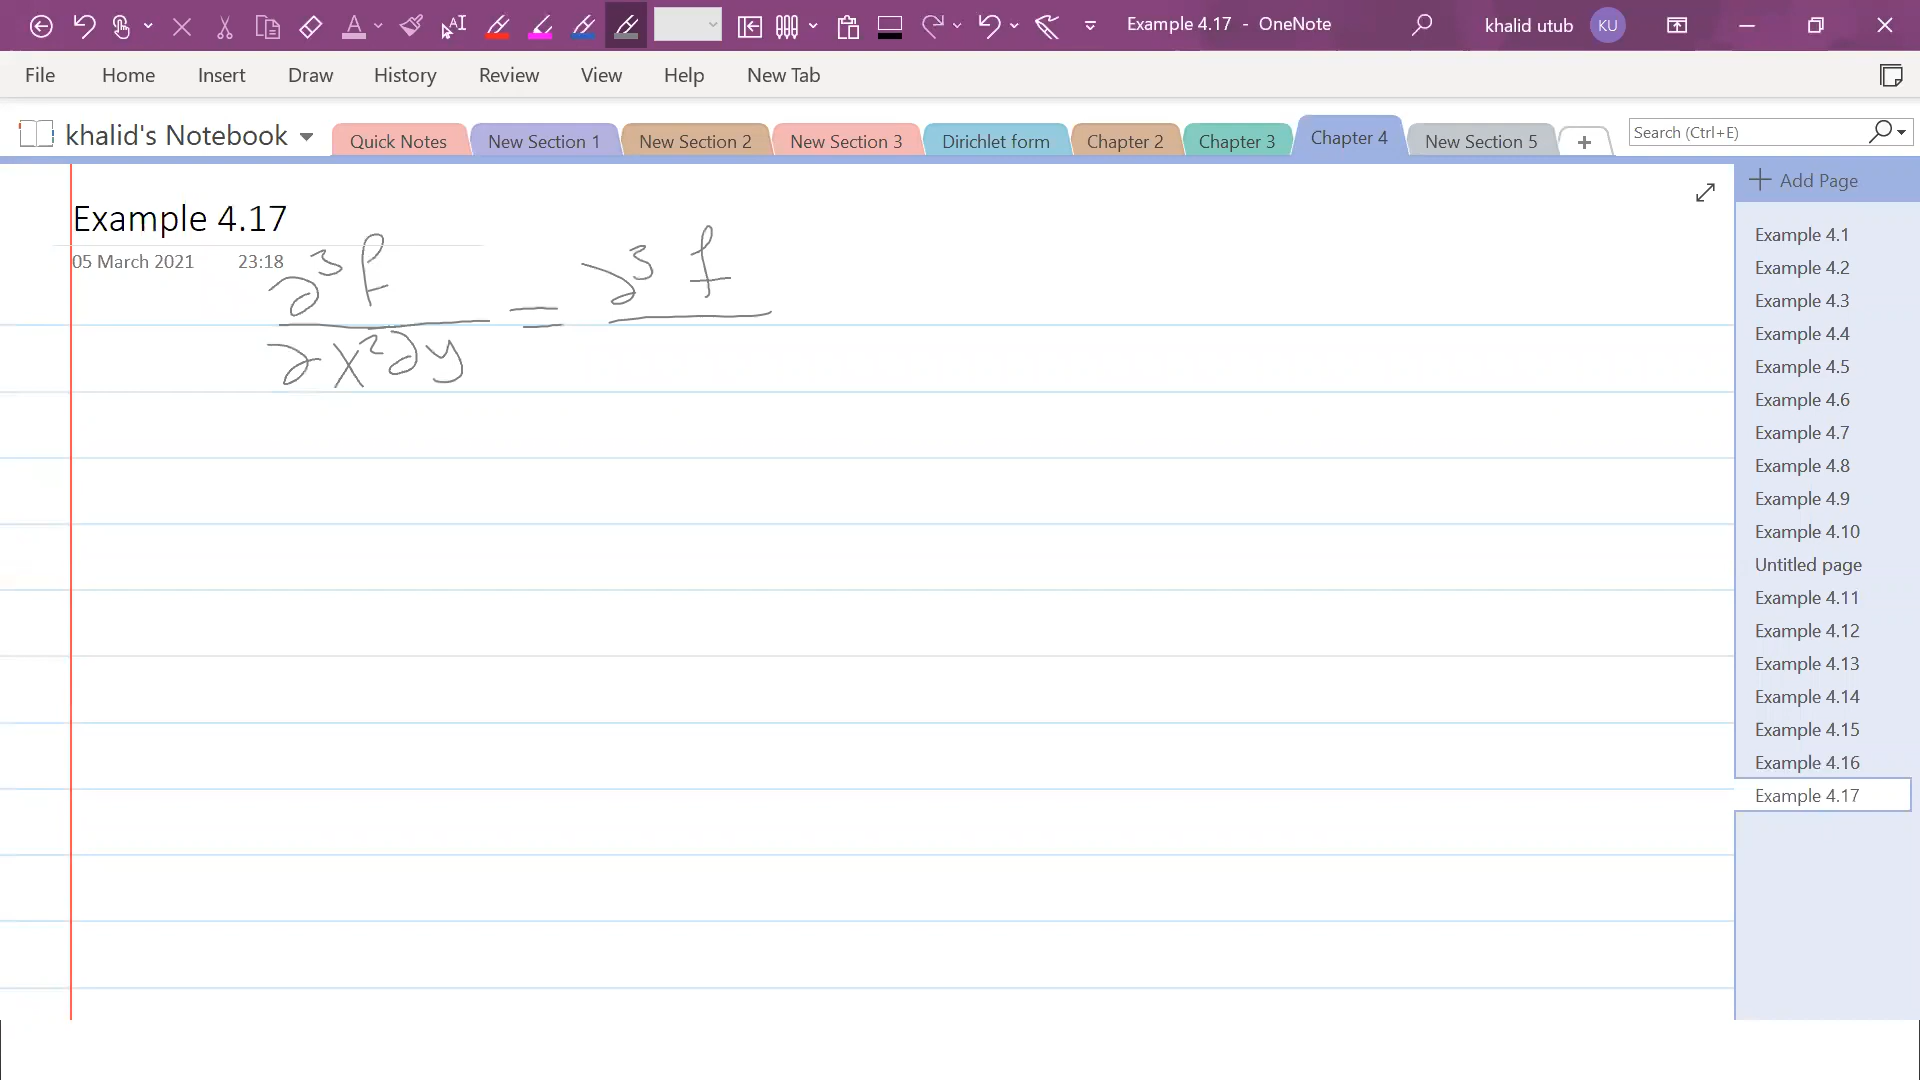 Example 4.17 - OneNote
khalid utub
KU
File Home Insert Draw History Review View Help New Tab
khalid's Notebook
Quick Notes New Section 1 New Section 2 New Section 3 Dirichlet form Chapter 2 Chapter 3 Chapter 4 New Section 5 +
Search (Ctrl+E)
Add Page
Example 4.17
05 March 2021 23:18
∂³f / ∂x²∂y = ∂³f /
Example 4.1
Example 4.2
Example 4.3
Example 4.4
Example 4.5
Example 4.6
Example 4.7
Example 4.8
Example 4.9
Example 4.10
Untitled page
Example 4.11
Example 4.12
Example 4.13
Example 4.14
Example 4.15
Example 4.16
Example 4.17